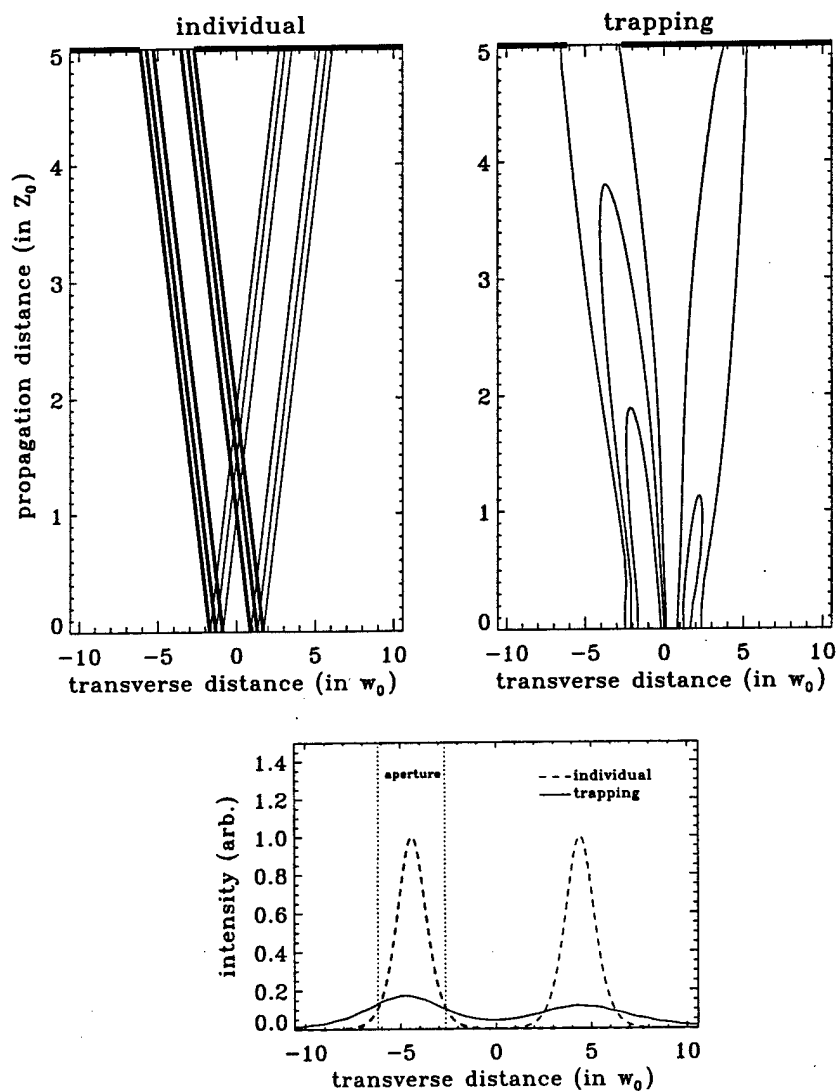 individual
trapping
5
4
3
2
1
0
propagation distance (in Z₀)
-10 -5 0 5 10
transverse distance (in w₀)
5
4
3
2
1
0
-10 -5 0 5 10
transverse distance (in w₀)
1.4
1.2
1.0
0.8
0.6
0.4
0.2
0.0
intensity (arb.)
aperture
individual
trapping
-10 -5 0 5 10
transverse distance (in w₀)